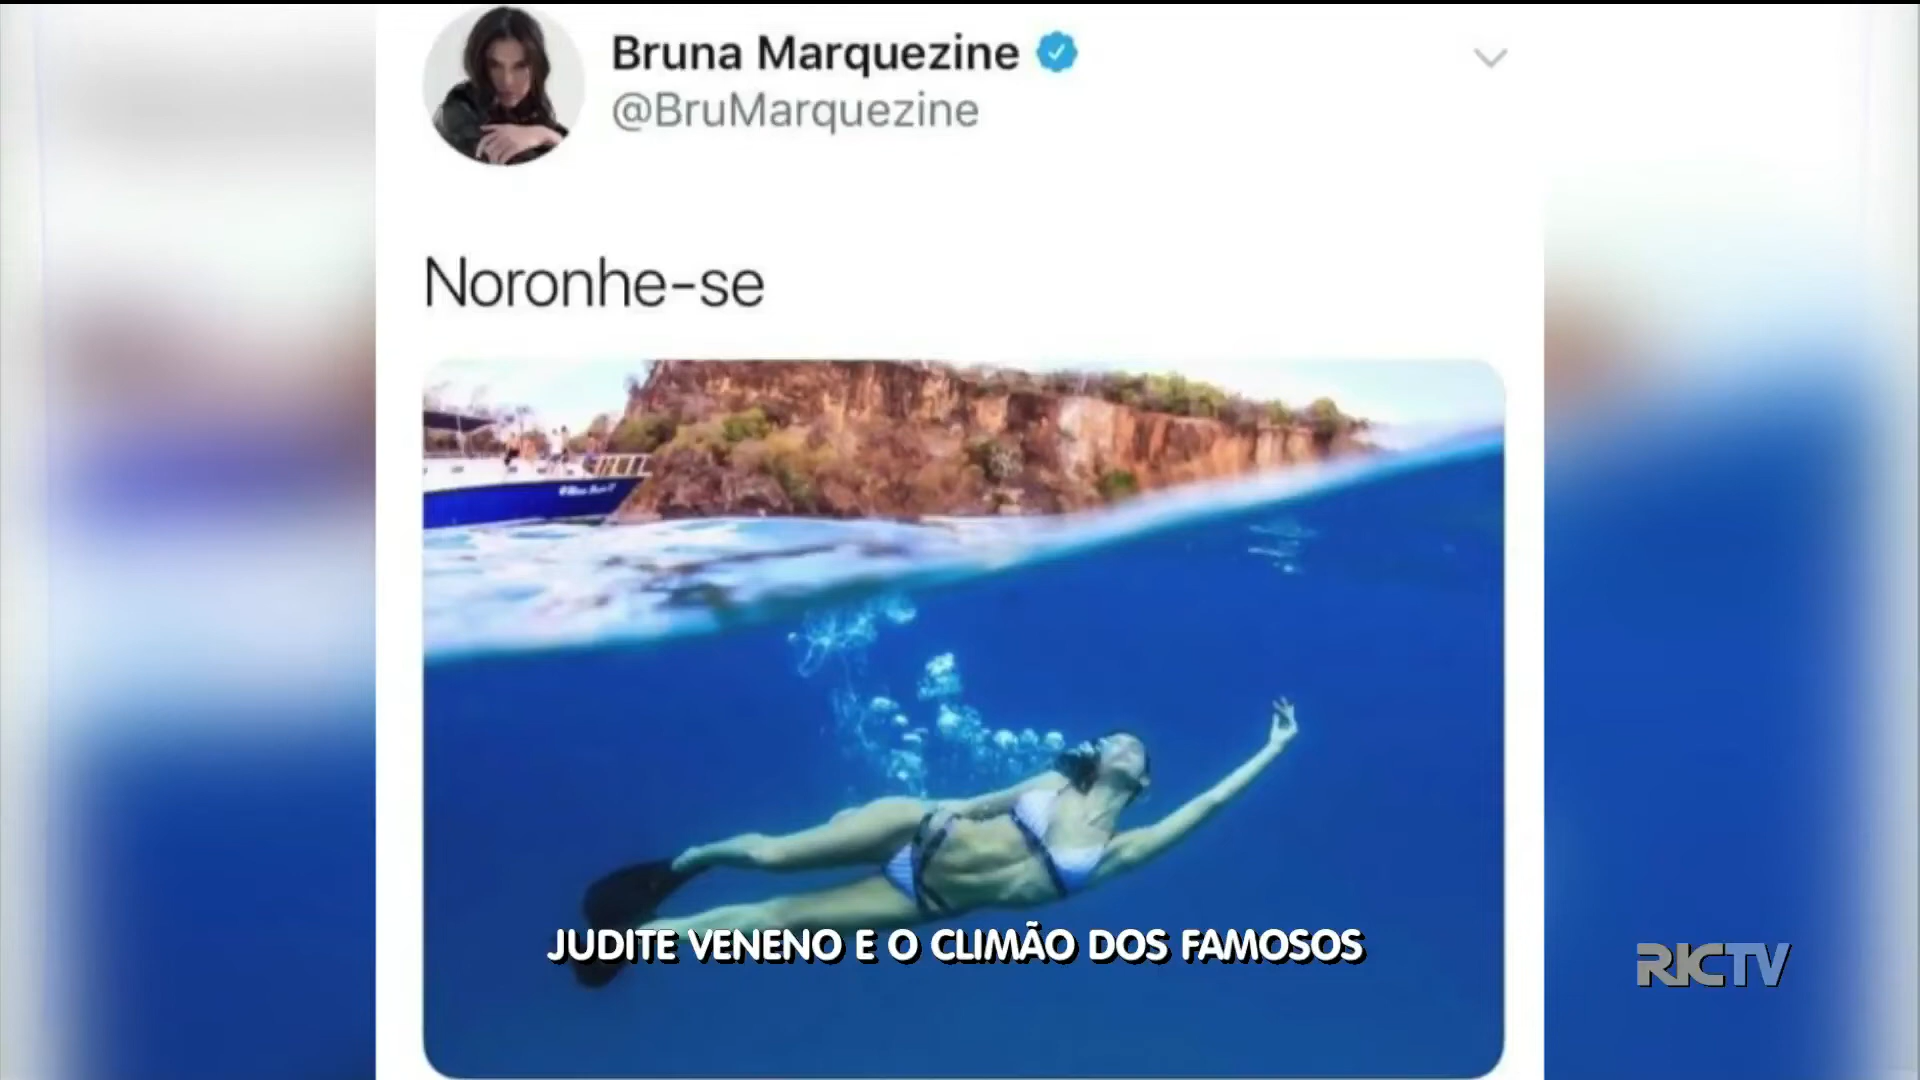 Bruna Marquezine
@BruMarquezine
Noronhe-se
JUDITE VENENO E O CLIMÃO DOS FAMOSOS
RICTV